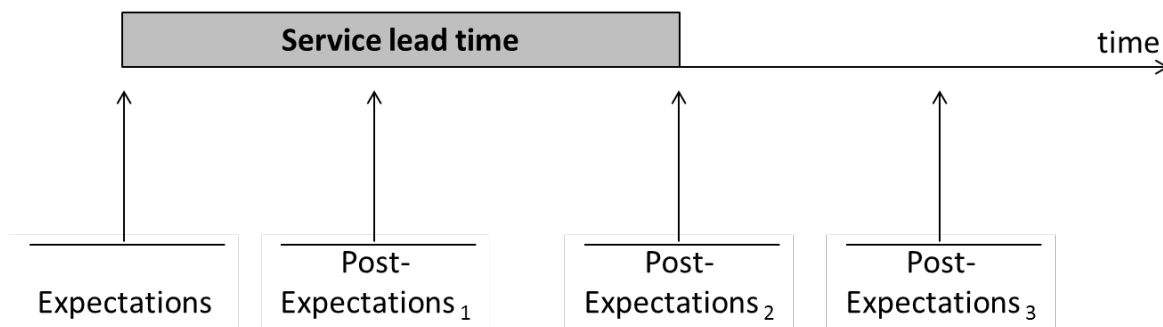 Service lead time
time
Expectations
Post-
Expectations 1
Post-
Expectations 2
Post-
Expectations 3